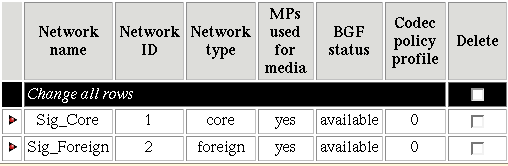 Network name Network ID Network type MPs used for media BGF status Codec policy profile Delete
Change all rows
Sig_Core 1 core yes available 0
Sig_Foreign 2 foreign yes available 0